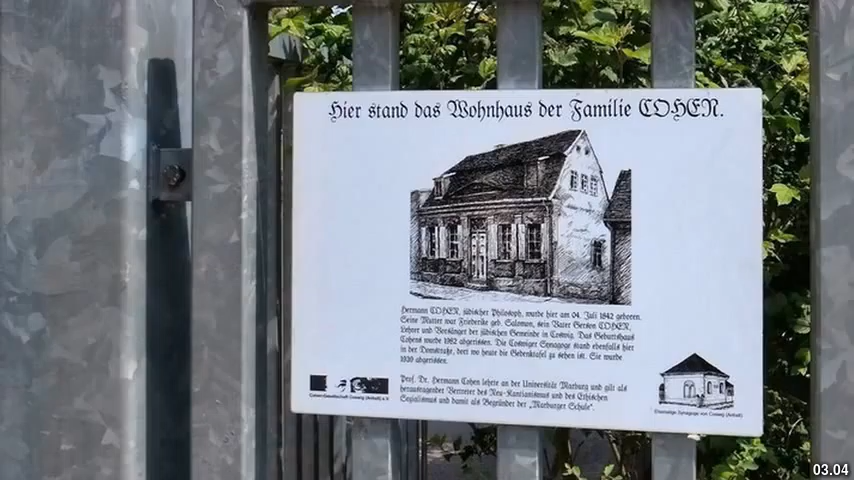 Hier stand das Wohnhaus der Familie COHEN.
Hermann COHEN, jüdischer Philosoph, wurde hier am 04. Juli 1842 geboren.
Seine Mutter war Friederike geb. Salomon, sein Vater Gerson COHEN,
Lehrer und Vorsänger der jüdischen Gemeinde in Coswig. Das Geburtshaus
Cohens wurde 1982 abgerissen. Die Coswiger Synagoge stand ebenfalls hier
in der Domstraße, dort wo heute die Gedenktafel zu sehen ist. Sie wurde
1939 abgerissen.
Prof. Dr. Hermann Cohen lehrte an der Universität Marburg und gilt als
herausragender Vertreter des Neu-Kantianismus und des Ethischen
Sozialismus und damit als Begründer der „Marburger Schule“.
Cohen-Gesellschaft Coswig (Anhalt) e.V.
Ehemalige Synagoge von Coswig (Anhalt)
03.04